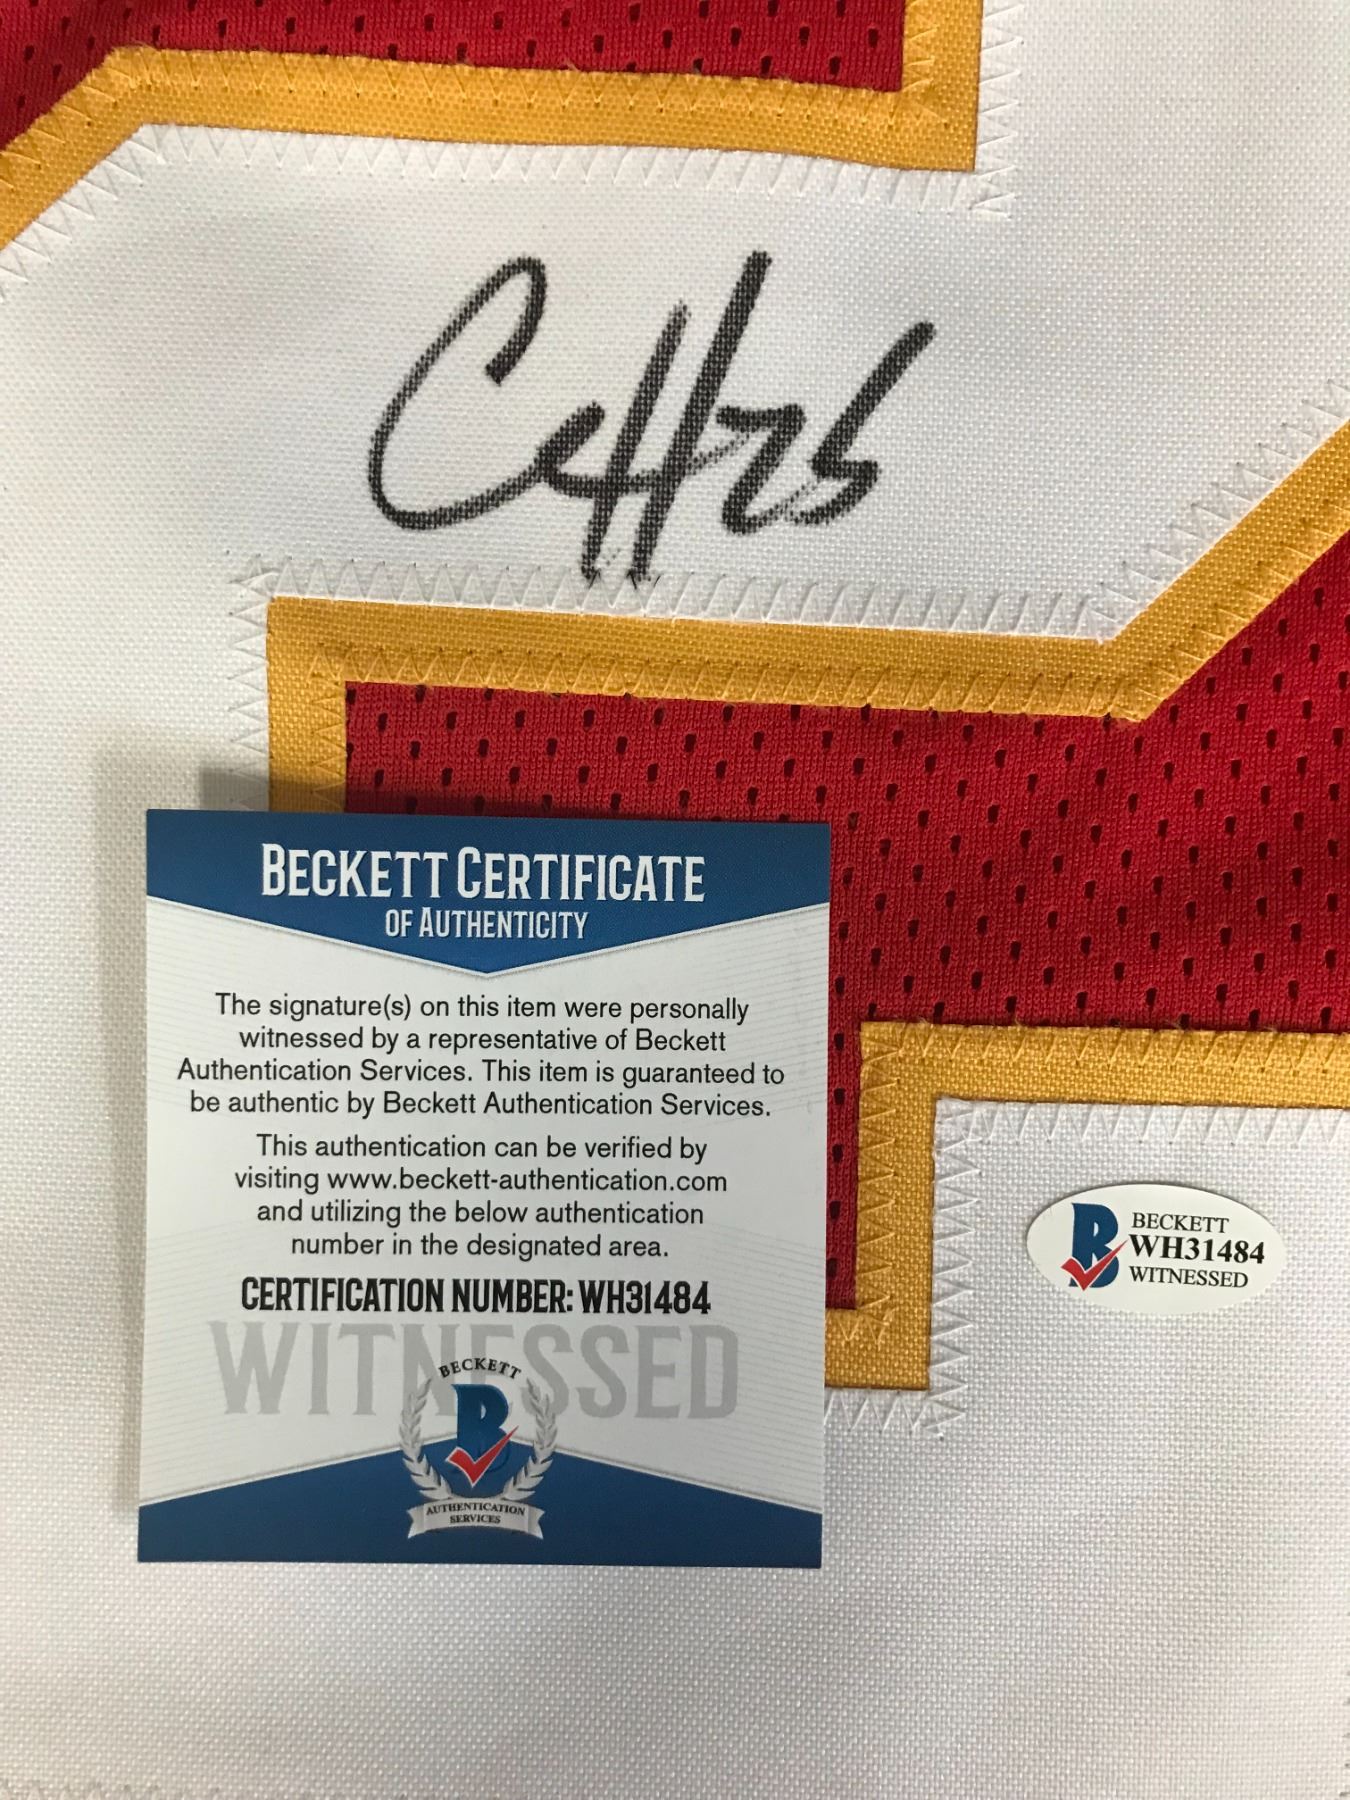 BECKETT CERTIFICATE
OF AUTHENTICITY
The signature(s) on this item were personally
witnessed by a representative of Beckett
Authentication Services. This item is guaranteed to
be authentic by Beckett Authentication Services.
This authentication can be verified by
visiting www.beckett-authentication.com
and utilizing the below authentication
number in the designated area.
CERTIFICATION NUMBER: WH31484
WITNESSED
BECKETT
B
AUTHENTICATION
SERVICES
B
BECKETT
WH31484
WITNESSED